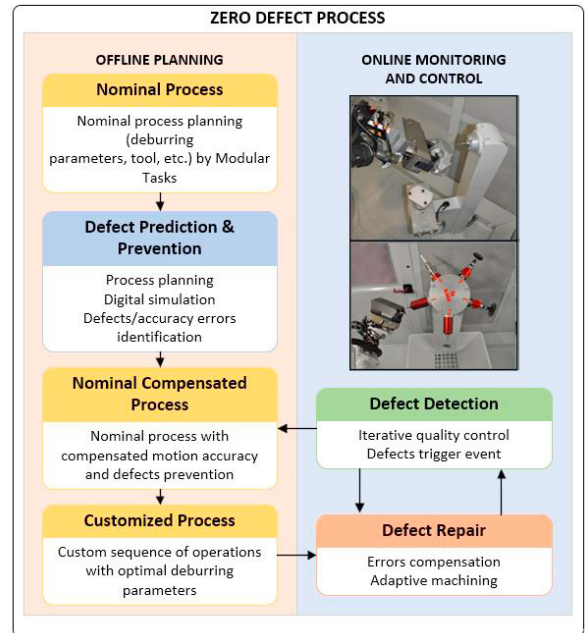 ZERO DEFECT PROCESS
OFFLINE PLANNING
Nominal Process
Nominal process planning
(deburring
parameters, tool, etc.) by Modular
Tasks
Defect Prediction &
Prevention
Process planning
Digital simulation
Defects/accuracy errors
identification
Nominal Compensated
Process
Nominal process with
compensated motion accuracy
and defects prevention
Customized Process
Custom sequence of operations
with optimal deburring
parameters
ONLINE MONITORING
AND CONTROL
Defect Detection
Iterative quality control
Defects trigger event
Defect Repair
Errors compensation
Adaptive machining